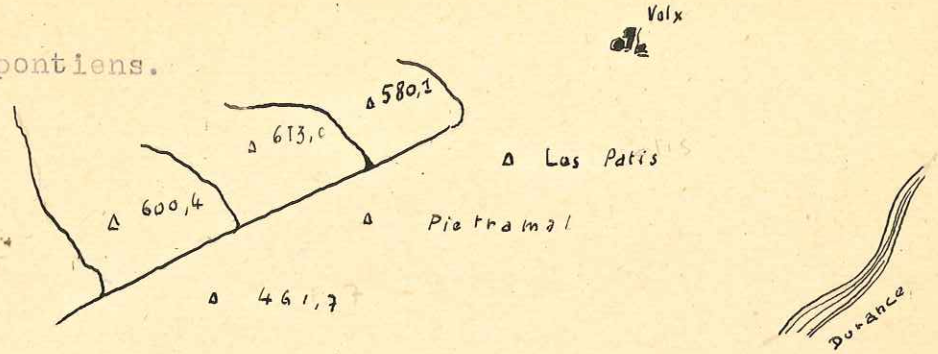 Volx
pontiens.
580,1
613,0
Las Patis
600,4
Pietramal
461,7
Durance